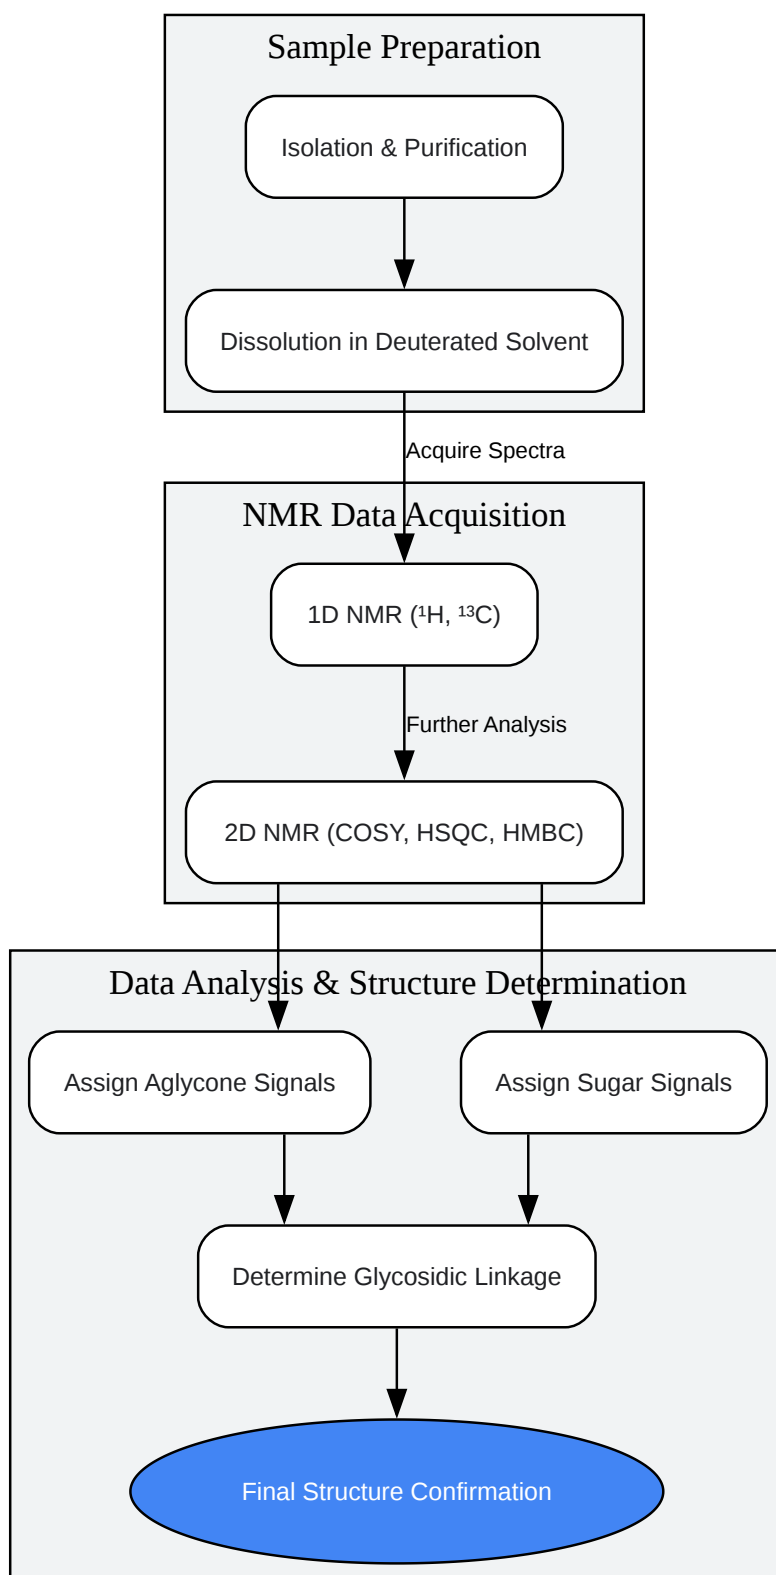 Sample Preparation
Isolation & Purification
Dissolution in Deuterated Solvent
Acquire Spectra
NMR Data Acquisition
1D NMR (¹H, ¹³C)
Further Analysis
2D NMR (COSY, HSQC, HMBC)
Data Analysis & Structure Determination
Assign Aglycone Signals
Assign Sugar Signals
Determine Glycosidic Linkage
Final Structure Confirmation